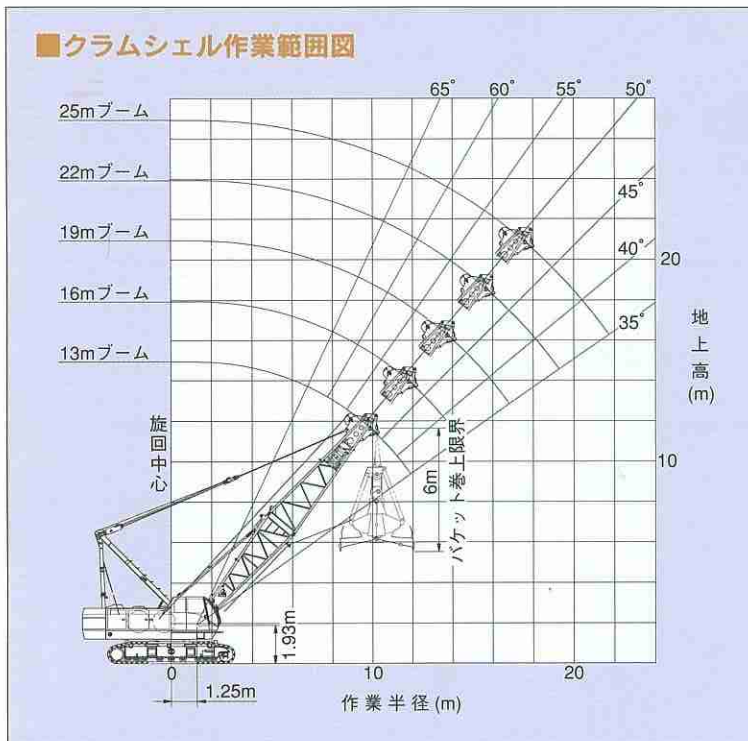 ■クラムシェル作業範囲図
65°
60°
55°
50°
25mブーム
22mブーム
45°
19mブーム
40°
20
16mブーム
35°
地上高(m)
13mブーム
旋回中心
バケット巻上限界
6m
10
1.93m
0
10
20
1.25m
作業半径(m)